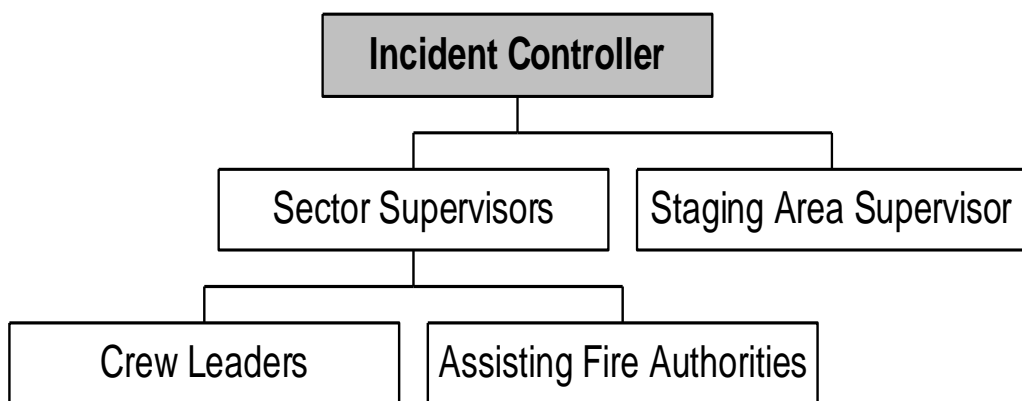 Incident Controller
Sector Supervisors
Staging Area Supervisor
Crew Leaders
Assisting Fire Authorities